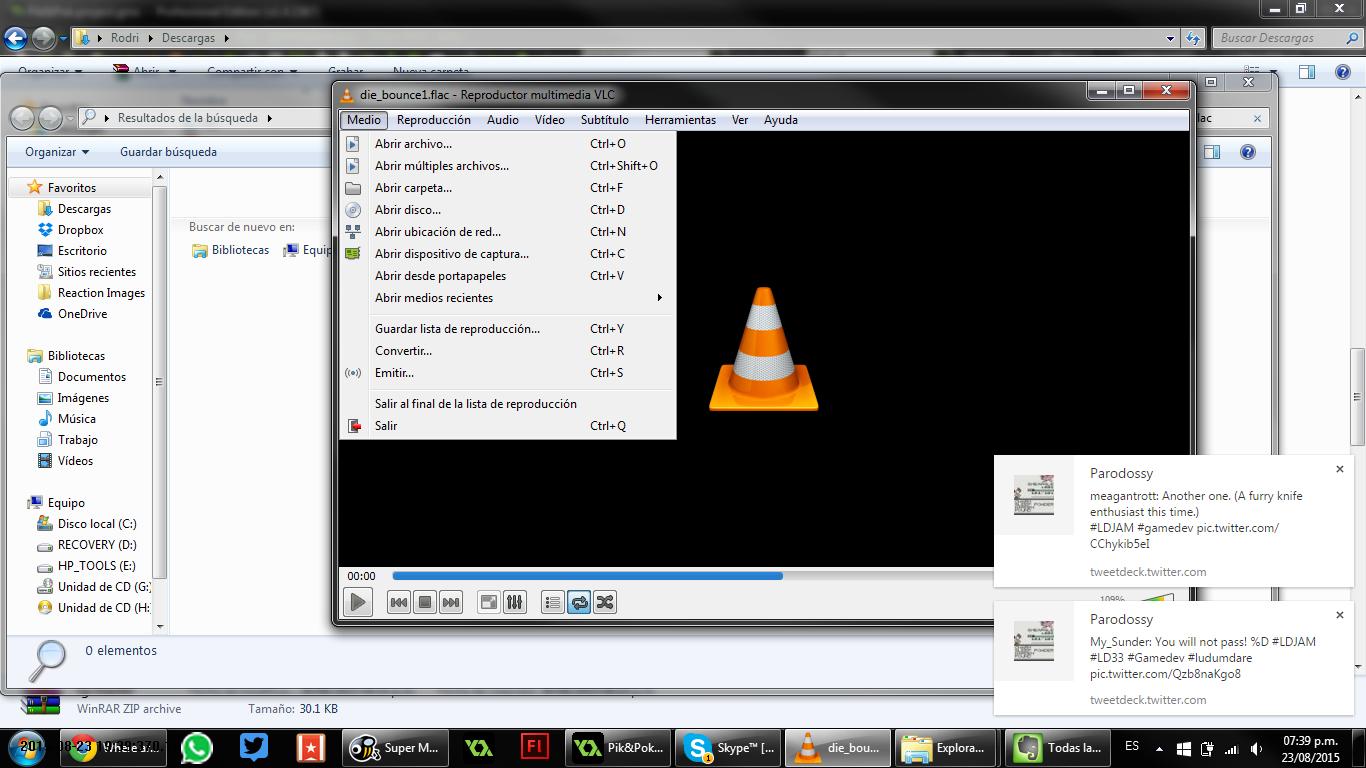 Rodri
Descargas
Buscar Descargas
Organizar
Abrir
Compartir con
Grabar
Nueva carpeta
die_bounce1.flac - Reproductor multimedia VLC
Resultados de la búsqueda
lac
Medio
Reproducción
Audio
Vídeo
Subtítulo
Herramientas
Ver
Ayuda
Organizar
Guardar búsqueda
Abrir archivo... Ctrl+O
Abrir múltiples archivos... Ctrl+Shift+O
Abrir carpeta... Ctrl+F
Abrir disco... Ctrl+D
Abrir ubicación de red... Ctrl+N
Abrir dispositivo de captura... Ctrl+C
Abrir desde portapapeles Ctrl+V
Abrir medios recientes
Guardar lista de reproducción... Ctrl+Y
Convertir... Ctrl+R
Emitir... Ctrl+S
Salir al final de la lista de reproducción
Salir Ctrl+Q
Favoritos
Descargas
Dropbox
Escritorio
Sitios recientes
Reaction Images
OneDrive
Bibliotecas
Documentos
Imágenes
Música
Trabajo
Vídeos
Equipo
Disco local (C:)
RECOVERY (D:)
HP_TOOLS (E:)
Unidad de CD (G:
Unidad de CD (H:
Buscar de nuevo en:
Bibliotecas
Equip
00:00
109%
Parodossy
meagantrott: Another one. (A furry knife
enthusiast this time.)
#LDJAM #gamedev pic.twitter.com/
CChykib5eI
tweetdeck.twitter.com
Parodossy
My_Sunder: You will not pass! %D #LDJAM
#LD33 #Gamedev #ludumdare
pic.twitter.com/Qzb8naKgo8
tweetdeck.twitter.com
0 elementos
WinRAR ZIP archive
Tamaño: 30.1 KB
Super M...
Fl
Pik&Pok...
Skype™ [...
1
die_bou...
Explora...
Todas la...
ES
07:39 p.m.
23/08/2015